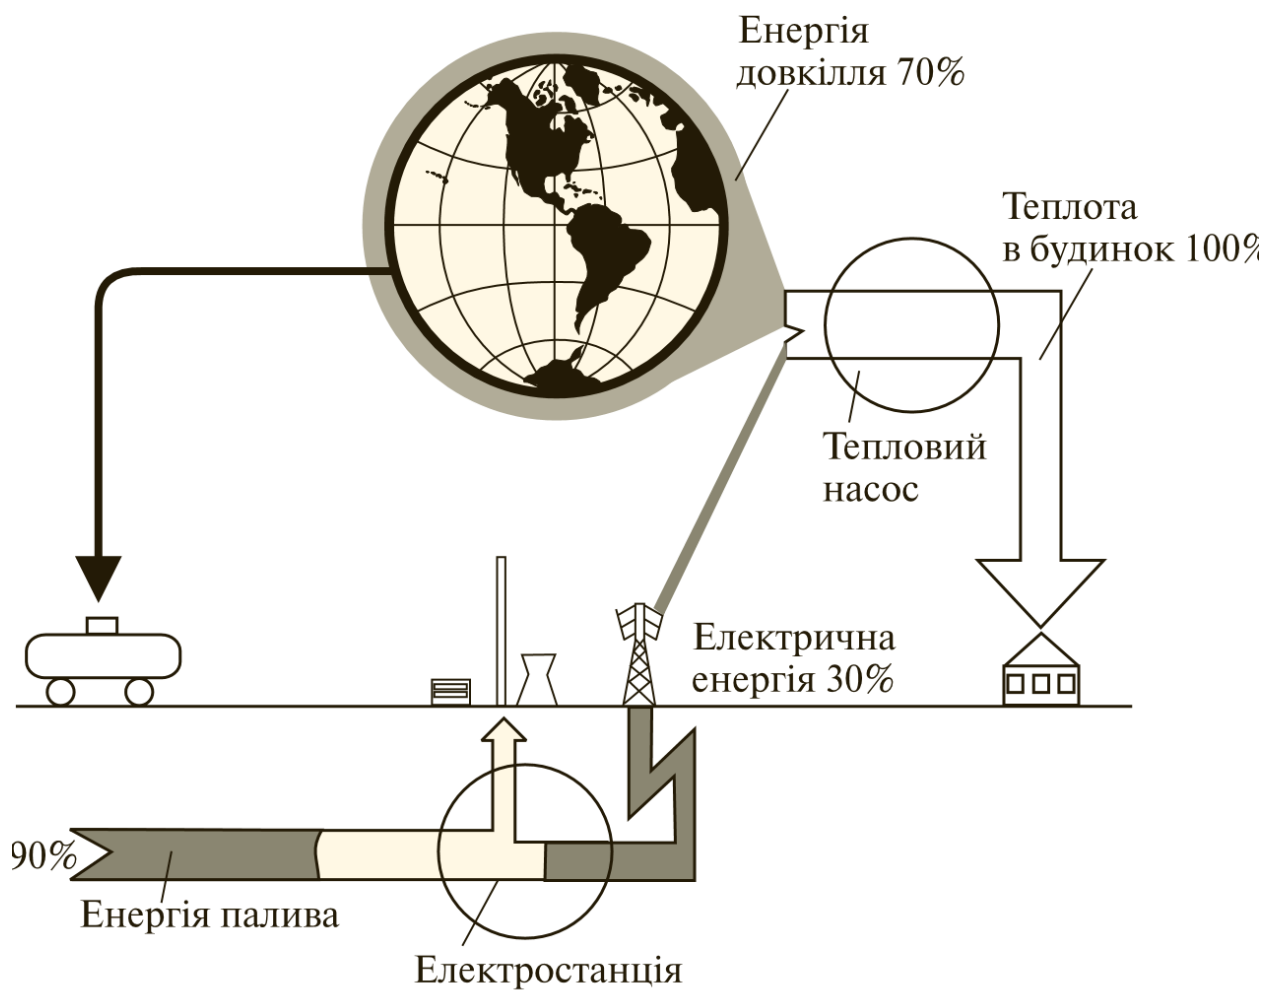 Енергія
довкілля 70%
Теплота
в будинок 100%
Тепловий
насос
Електрична
енергія 30%
90%
Енергія палива
Електростанція